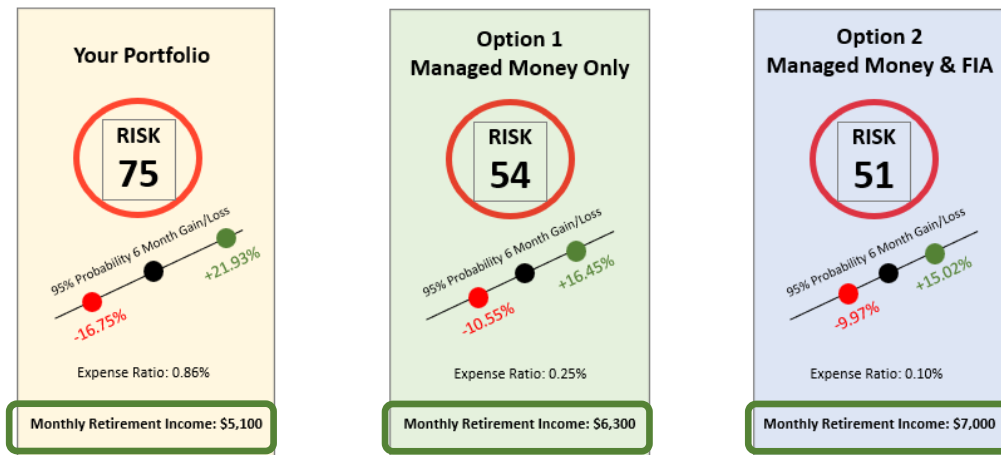 Your Portfolio
RISK
75
95% Probability 6 Month Gain/Loss
-16.75%
+21.93%
Expense Ratio: 0.86%
Monthly Retirement Income: $5,100
Option 1
Managed Money Only
RISK
54
95% Probability 6 Month Gain/Loss
-10.55%
+16.45%
Expense Ratio: 0.25%
Monthly Retirement Income: $6,300
Option 2
Managed Money & FIA
RISK
51
95% Probability 6 Month Gain/Loss
-9.97%
+15.02%
Expense Ratio: 0.10%
Monthly Retirement Income: $7,000